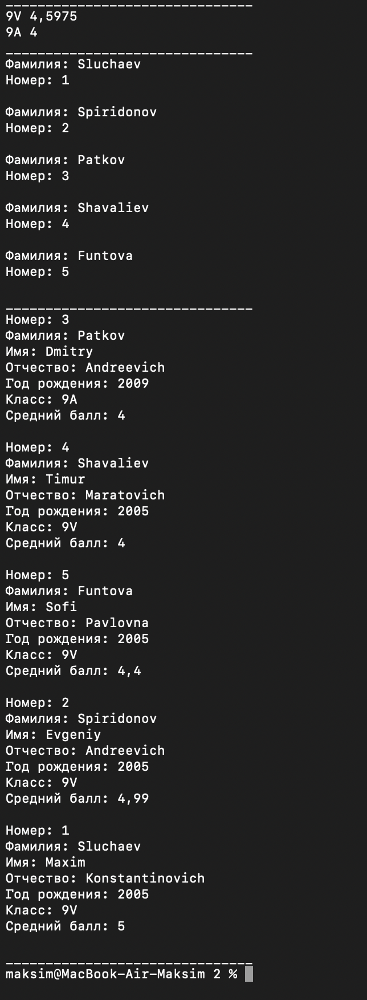 _______________________________
9V 4,5975
9A 4
_______________________________
Фамилия: Sluchaev
Номер: 1

Фамилия: Spiridonov
Номер: 2

Фамилия: Patkov
Номер: 3

Фамилия: Shavaliev
Номер: 4

Фамилия: Funtova
Номер: 5

_______________________________
Номер: 3
Фамилия: Patkov
Имя: Dmitry
Отчество: Andreevich
Год рождения: 2009
Класс: 9A
Средний балл: 4

Номер: 4
Фамилия: Shavaliev
Имя: Timur
Отчество: Maratovich
Год рождения: 2005
Класс: 9V
Средний балл: 4

Номер: 5
Фамилия: Funtova
Имя: Sofi
Отчество: Pavlovna
Год рождения: 2005
Класс: 9V
Средний балл: 4,4

Номер: 2
Фамилия: Spiridonov
Имя: Evgeniy
Отчество: Andreevich
Год рождения: 2005
Класс: 9V
Средний балл: 4,99

Номер: 1
Фамилия: Sluchaev
Имя: Maxim
Отчество: Konstantinovich
Год рождения: 2005
Класс: 9V
Средний балл: 5

_______________________________
maksim@MacBook-Air-Maksim 2 %